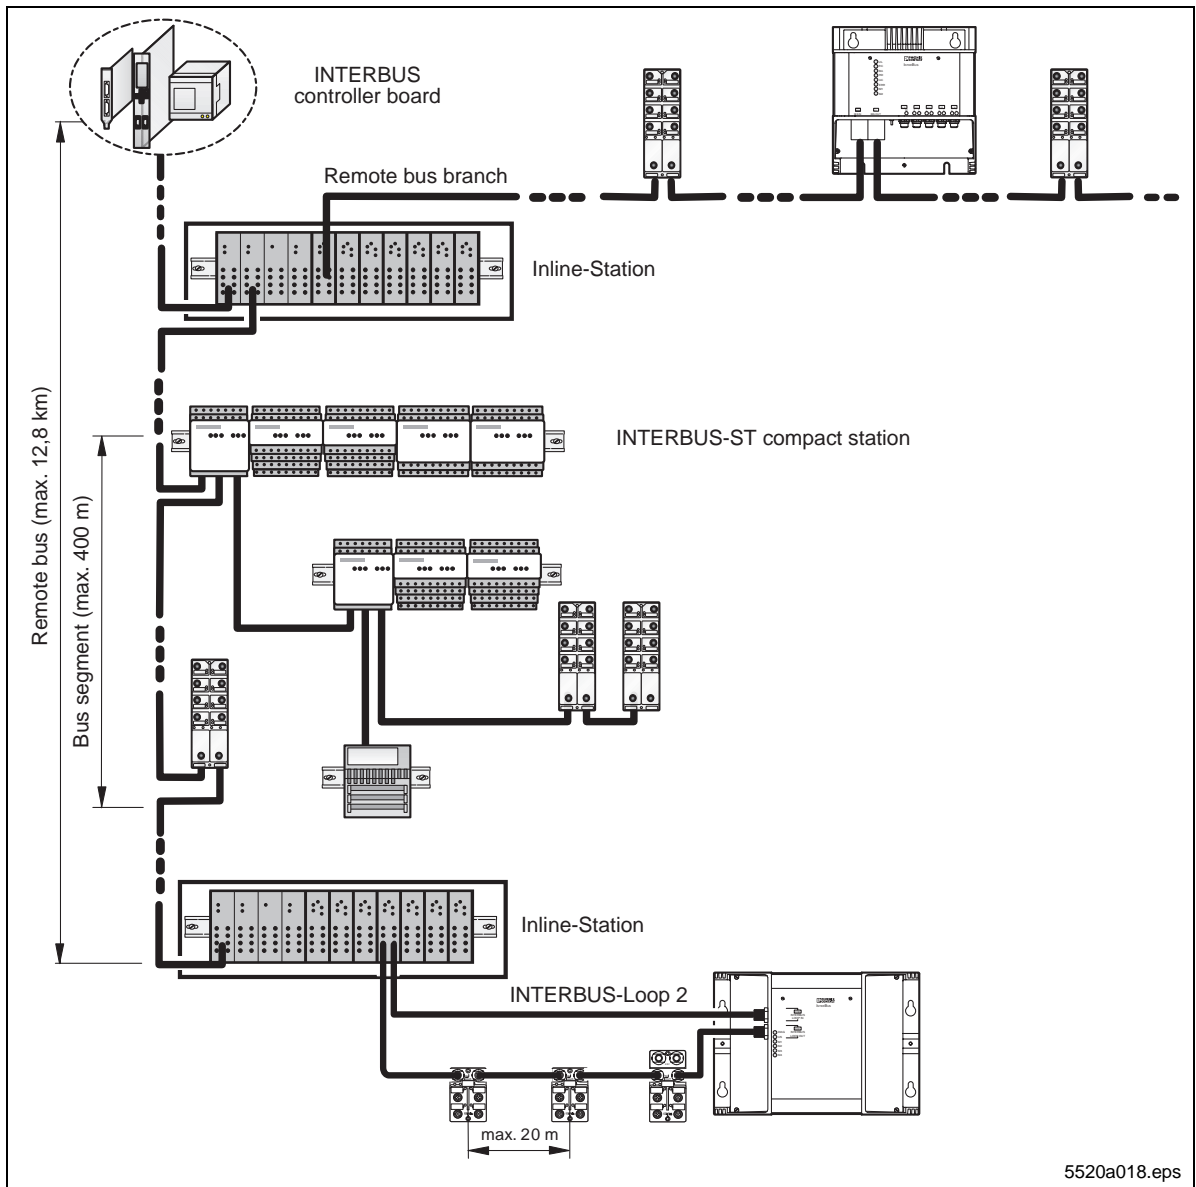 INTERBUS
controller board
Remote bus branch
Inline-Station
Remote bus (max. 12,8 km)
Bus segment (max. 400 m)
INTERBUS-ST compact station
Inline-Station
INTERBUS-Loop 2
max. 20 m
5520a018.eps